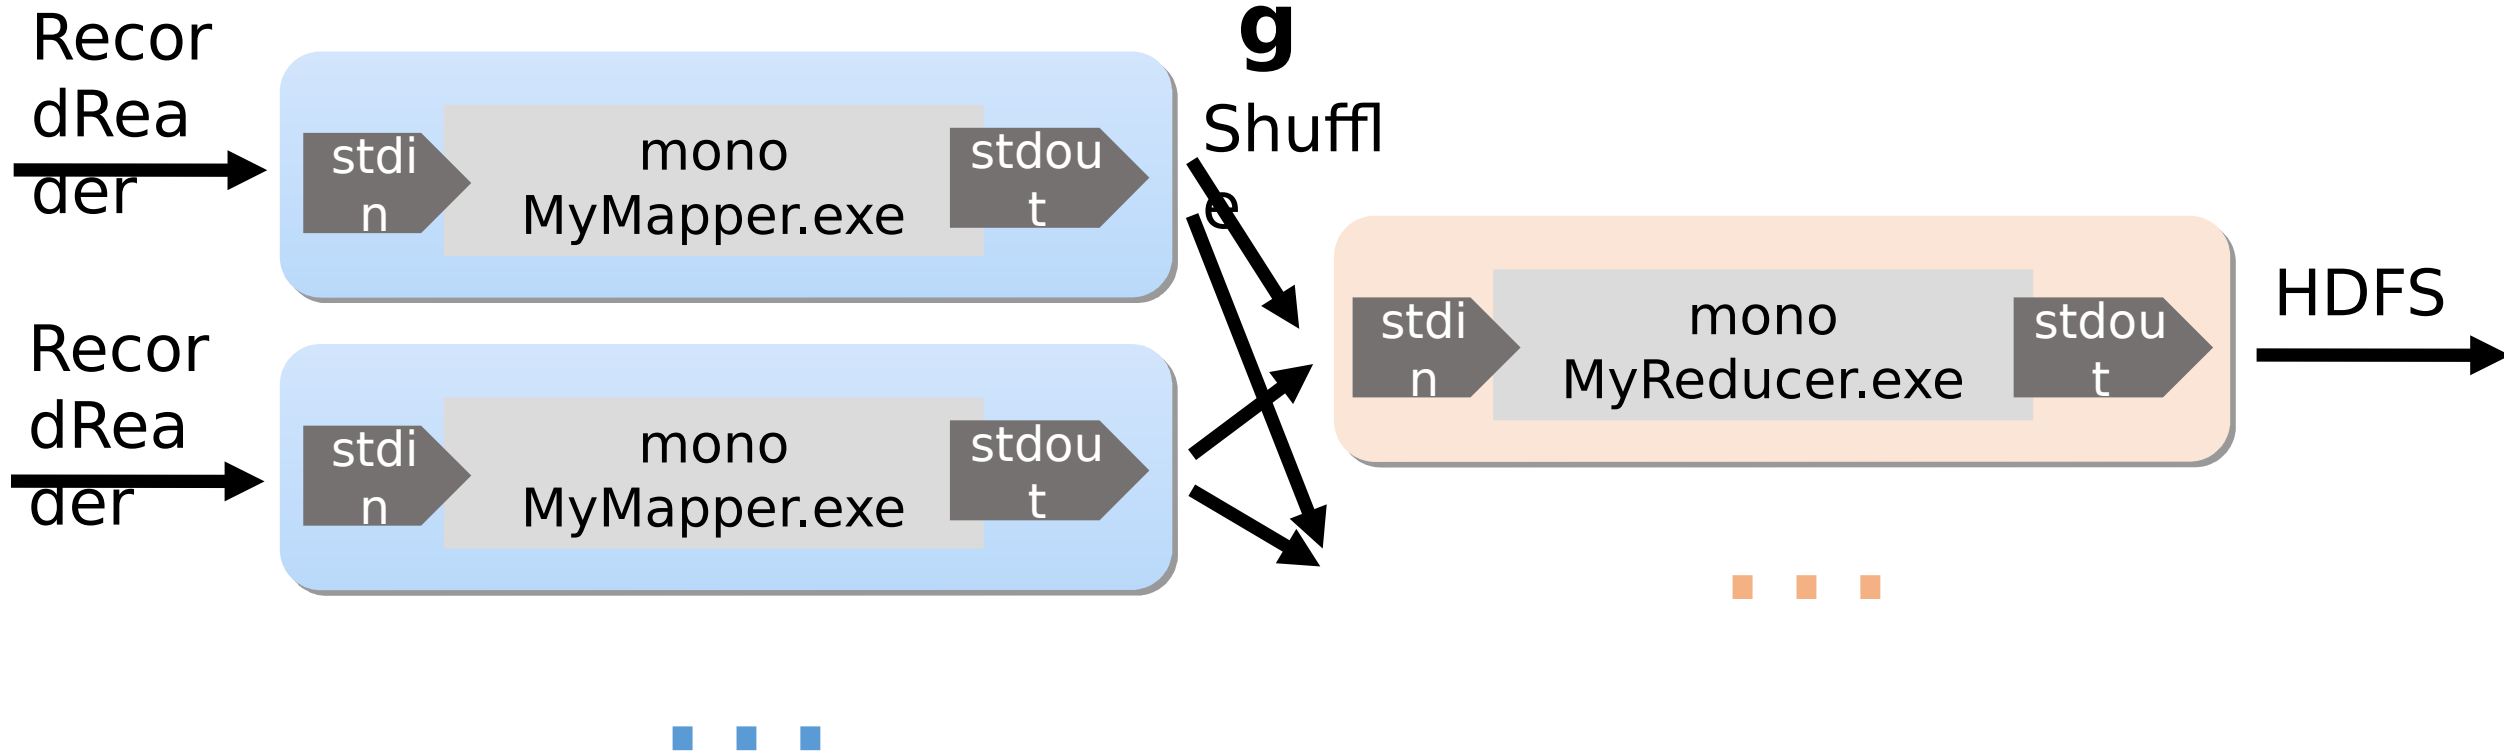 g
Recor
dRea
der
stdi
n
mono
MyMapper.exe
stdou
t
Shuffl
e
Recor
dRea
der
stdi
n
mono
MyMapper.exe
stdou
t
stdi
n
mono
MyReducer.exe
stdou
t
HDFS
...
...